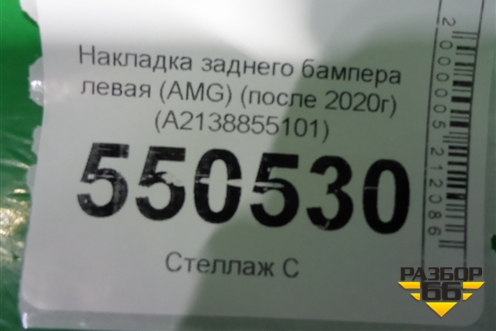 Накладка заднего бампера
левая (AMG) (после 2020г)
(A2138855101)
550530
Стеллаж С
2000005212086
РАЗБОР
66